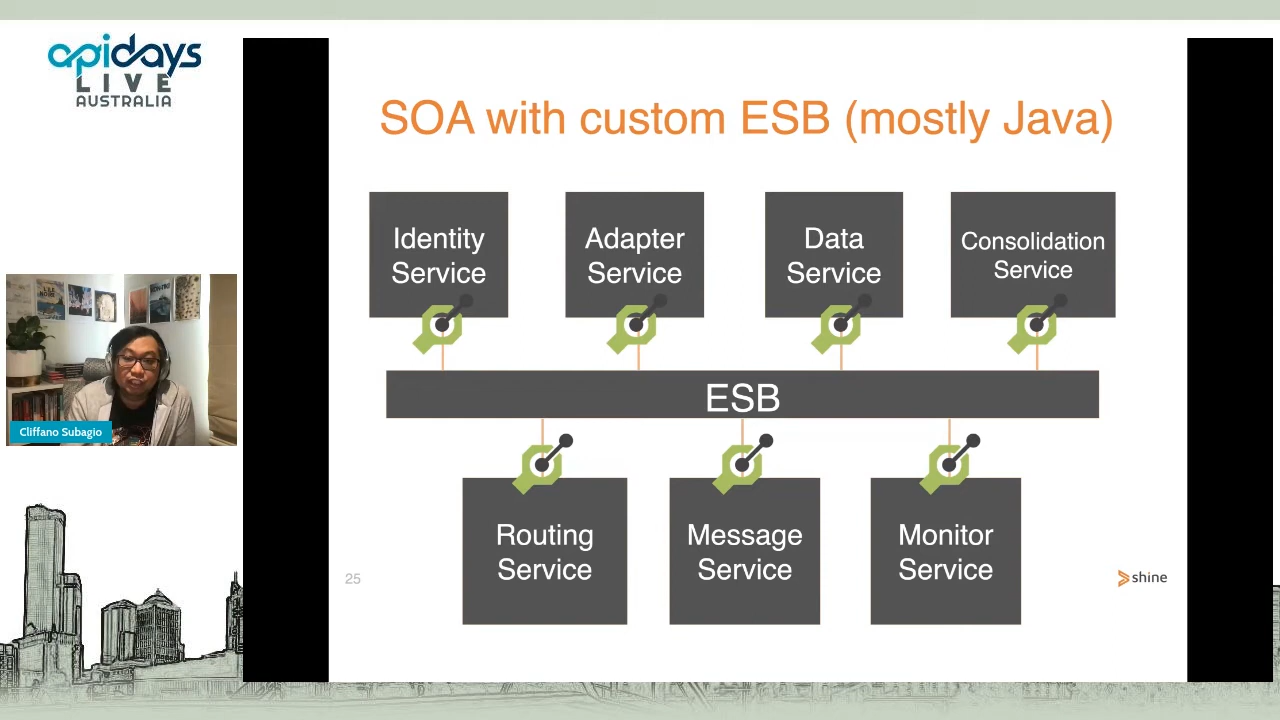 apidays
LIVE
AUSTRALIA
SOA with custom ESB (mostly Java)
Identity
Service
Adapter
Service
Data
Service
Consolidation
Service
ESB
Routing
Service
Message
Service
Monitor
Service
25
shine
Cliffano Subagio